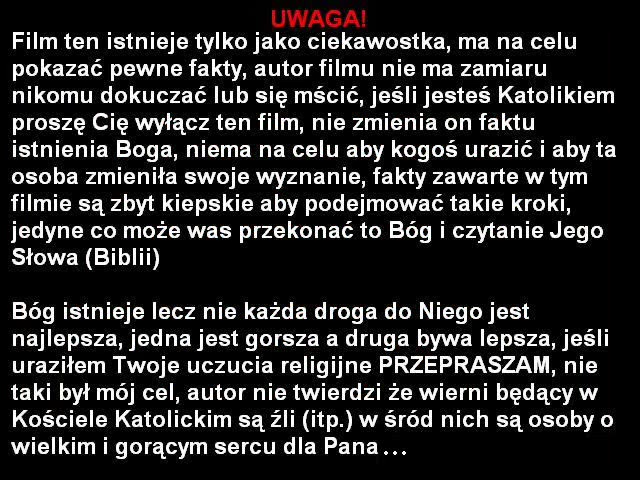 UWAGA!
Film ten istnieje tylko jako ciekawostka, ma na celu
pokazać pewne fakty, autor filmu nie ma zamiaru
nikomu dokuczać lub się mścić, jeśli jesteś Katolikiem
proszę Cię wyłącz ten film, nie zmienia on faktu
istnienia Boga, niema na celu aby kogoś urazić i aby ta
osoba zmieniła swoje wyznanie, fakty zawarte w tym
filmie są zbyt kiepskie aby podejmować takie kroki,
jedyne co może was przekonać to Bóg i czytanie Jego
Słowa (Biblii)
Bóg istnieje lecz nie każda droga do Niego jest
najlepsza, jedna jest gorsza a druga bywa lepsza, jeśli
uraziłem Twoje uczucia religijne PRZEPRASZAM, nie
taki był mój cel, autor nie twierdzi że wierni będący w
Kościele Katolickim są źli (itp.) w śród nich są osoby o
wielkim i gorącym sercu dla Pana ...